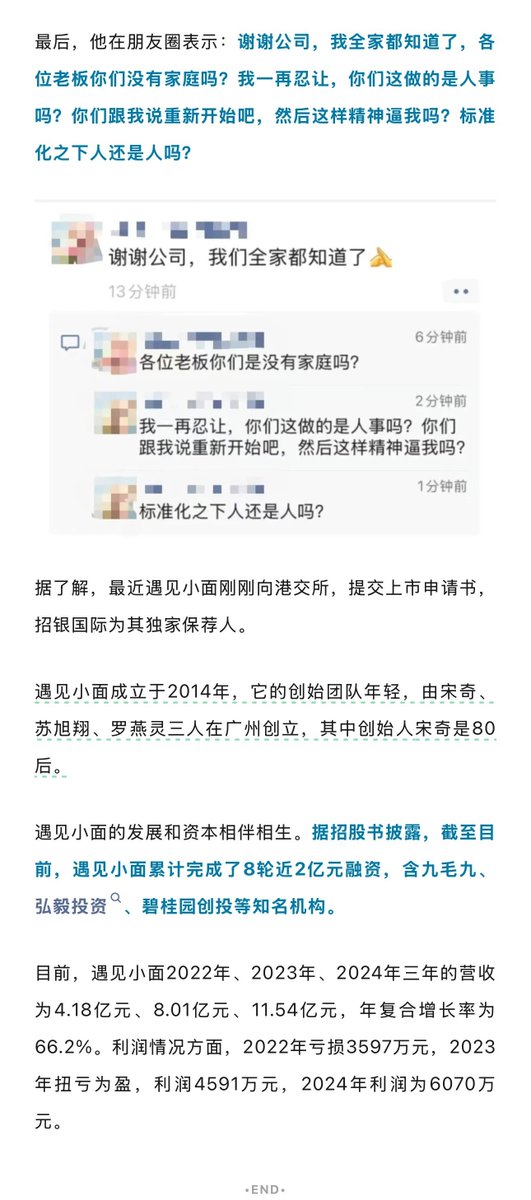 最后，他在朋友圈表示：谢谢公司，我全家都知道了，各
位老板你们没有家庭吗？我一再忍让，你们这做的是人事
吗？你们跟我说重新开始吧，然后这样精神逼我吗？标准
化之下人还是人吗？
谢谢公司，我们全家都知道了🙏
13分钟前
6分钟前
各位老板你们是没有家庭吗？
2分钟前
我一再忍让，你们这做的是人事吗？你们
跟我说重新开始吧，然后这样精神逼我吗？
1分钟前
标准化之下人还是人吗？
据了解，最近遇见小面刚刚向港交所，提交上市申请书，
招银国际为其独家保荐人。
遇见小面成立于2014年，它的创始团队年轻，由宋奇、
苏旭翔、罗燕灵三人在广州创立，其中创始人宋奇是80
后。
遇见小面的发展和资本相伴相生。据招股书披露，截至目
前，遇见小面累计完成了8轮近2亿元融资，含九毛九、
弘毅投资、碧桂园创投等知名机构。
目前，遇见小面2022年、2023年、2024年三年的营收
为4.18亿元、8.01亿元、11.54亿元，年复合增长率为
66.2%。利润情况方面，2022年亏损3597万元，2023
年扭亏为盈，利润4591万元，2024年利润为6070万
元。
•END•